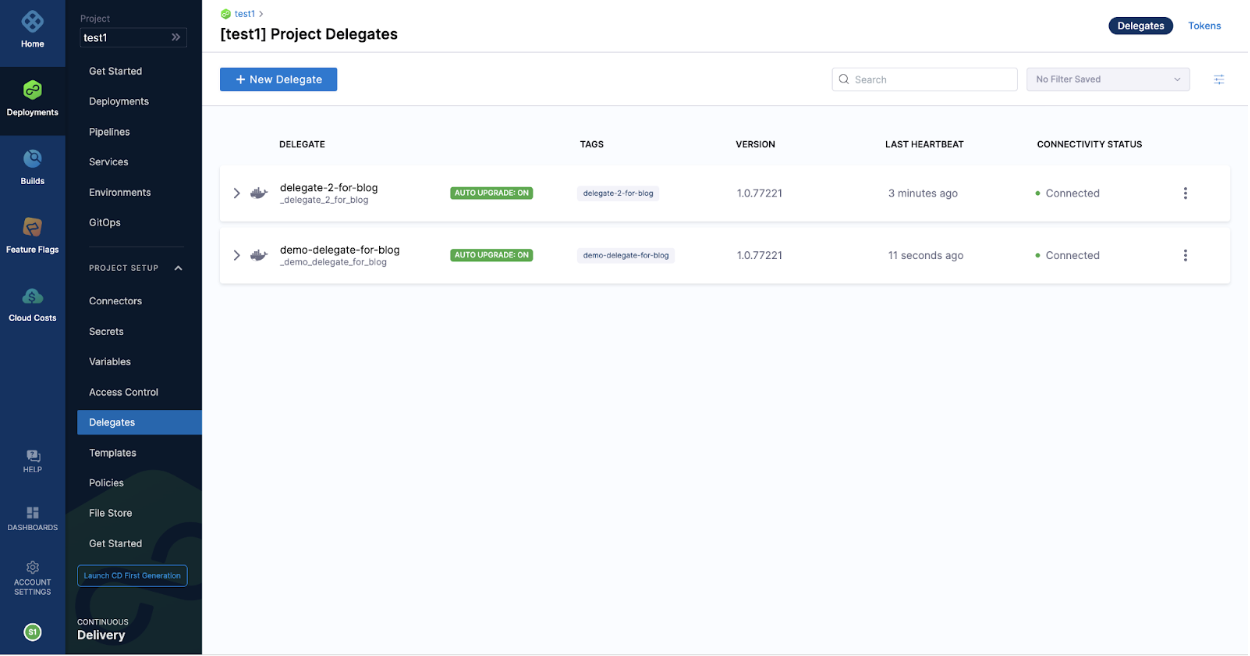 Home
Deployments
Builds
Feature Flags
Cloud Costs
HELP
DASHBOARDS
ACCOUNT
SETTINGS
S1
Project
test1
Get Started
Deployments
Pipelines
Services
Environments
GitOps
PROJECT SETUP
Connectors
Secrets
Variables
Access Control
Delegates
Templates
Policies
File Store
Get Started
Launch CD First Generation
CONTINUOUS
Delivery
test1 >
[test1] Project Delegates
Delegates Tokens
+ New Delegate
Search
No Filter Saved
DELEGATE TAGS VERSION LAST HEARTBEAT CONNECTIVITY STATUS
delegate-2-for-blog AUTO UPGRADE: ON delegate-2-for-blog 1.0.77221 3 minutes ago Connected
_delegate_2_for_blog
demo-delegate-for-blog AUTO UPGRADE: ON demo-delegate-for-blog 1.0.77221 11 seconds ago Connected
_demo_delegate_for_blog